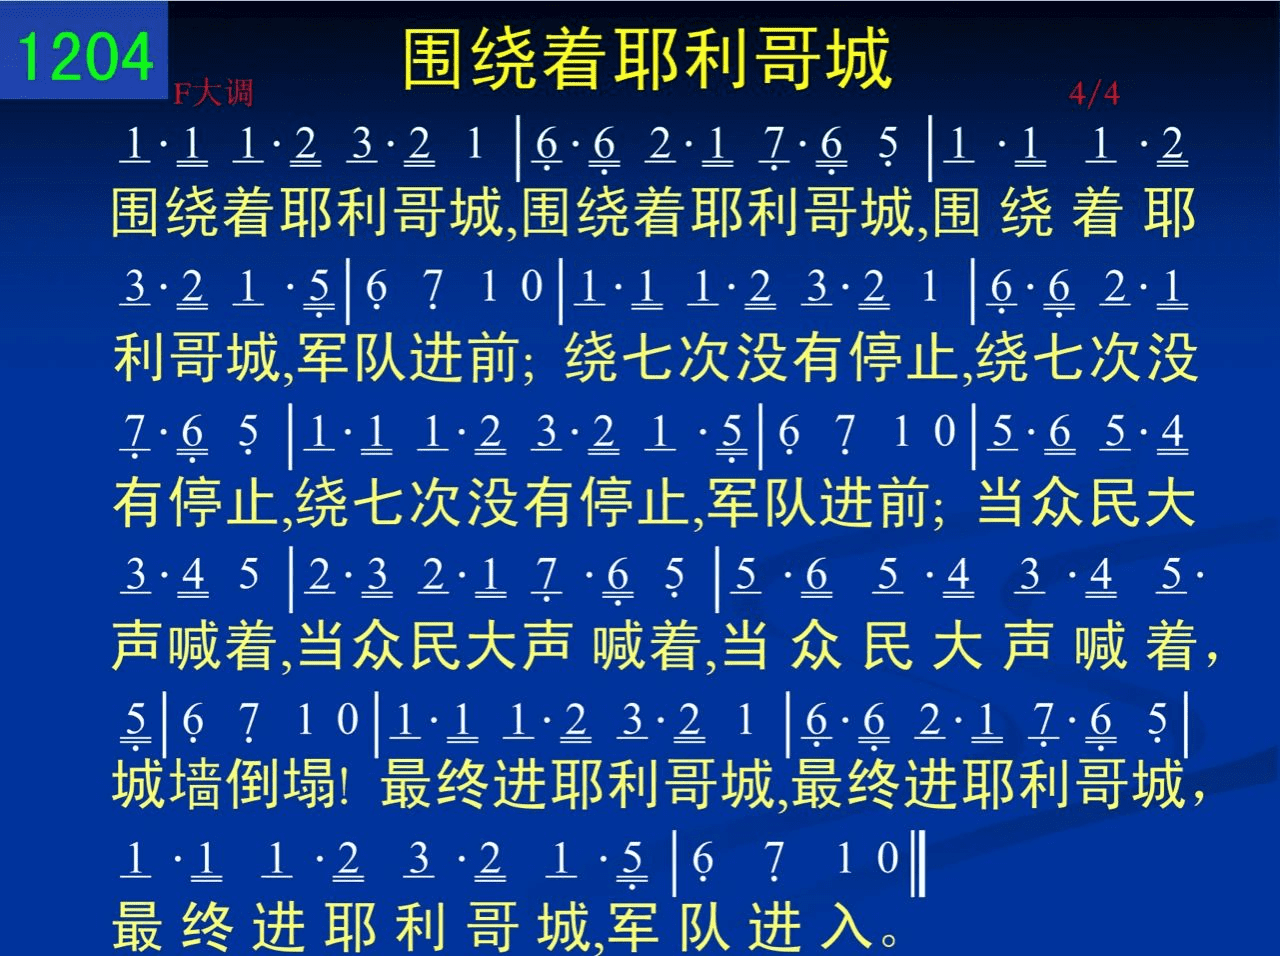 1204
围绕着耶利哥城
F大调 4/4
1·1 1·2 3·2 1 |6·6 2·1 7·6 5 |1 ·1 1 ·2
围绕着耶利哥城,围绕着耶利哥城,围 绕 着 耶
3·2 1 ·5|6 7 1 0|1·1 1·2 3·2 1 |6·6 2·1
利哥城,军队进前; 绕七次没有停止,绕七次没
7·6 5 |1·1 1·2 3·2 1 ·5|6 7 1 0|5·6 5·4
有停止,绕七次没有停止,军队进前; 当众民大
3·4 5 |2·3 2·1 7 ·6 5 |5 ·6 5 ·4 3 ·4 5·
声喊着,当众民大声 喊着,当 众 民 大 声 喊 着,
5|6 7 1 0|1·1 1·2 3·2 1 |6·6 2·1 7·6 5|
城墙倒塌! 最终进耶利哥城,最终进耶利哥城,
1 ·1 1 ·2 3 ·2 1 ·5|6 7 1 0‖
最 终 进 耶 利 哥 城,军 队 进 入。